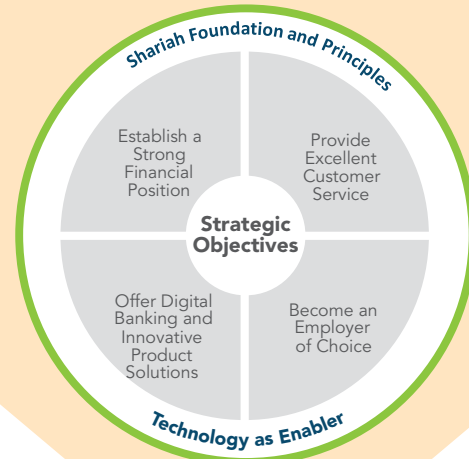 Shariah Foundation and Principles
Establish a
Strong
Financial
Position
Provide
Excellent
Customer
Service
Strategic
Objectives
Offer Digital
Banking and
Innovative
Product
Solutions
Become an
Employer
of Choice
Technology as Enabler